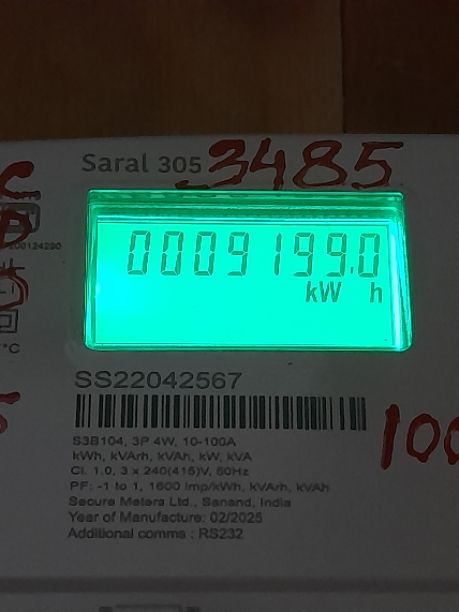 Saral 305 3485
0009199.0
kW h
SS22042567
S3B104, 3P 4W, 10-100A
kWh, kVArh, kVAh, kW, kVA
Cl. 1.0, 3 x 240(415)V, 50Hz
PF: -1 to 1, 1600 imp/kWh, kVArh, kVAh
Secure Meters Ltd., Sanand, India
Year of Manufacture: 02/2025
Additional comms : RS232